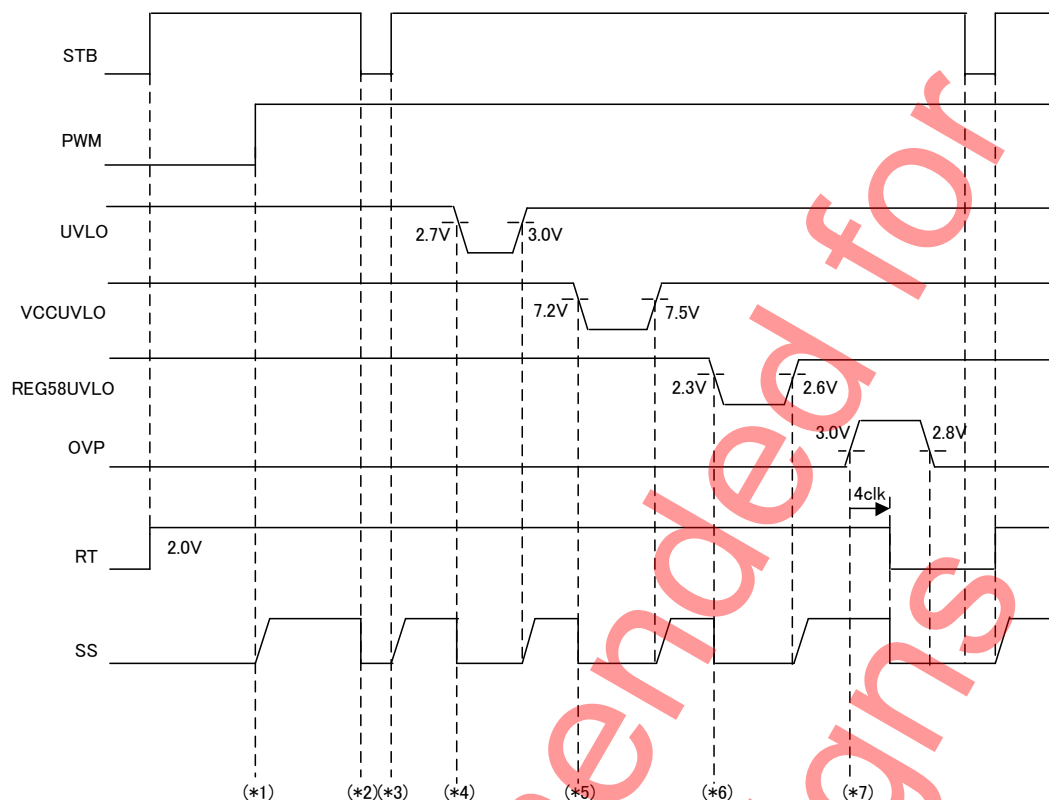 STB
PWM
UVLO
2.7V
3.0V
VCCUVLO
7.2V
7.5V
REG58UVLO
2.3V
2.6V
OVP
3.0V
2.8V
4clk
RT
2.0V
SS
(*1)
(*2)(*3)
(*4)
(*5)
(*6)
(*7)
ended for
gns